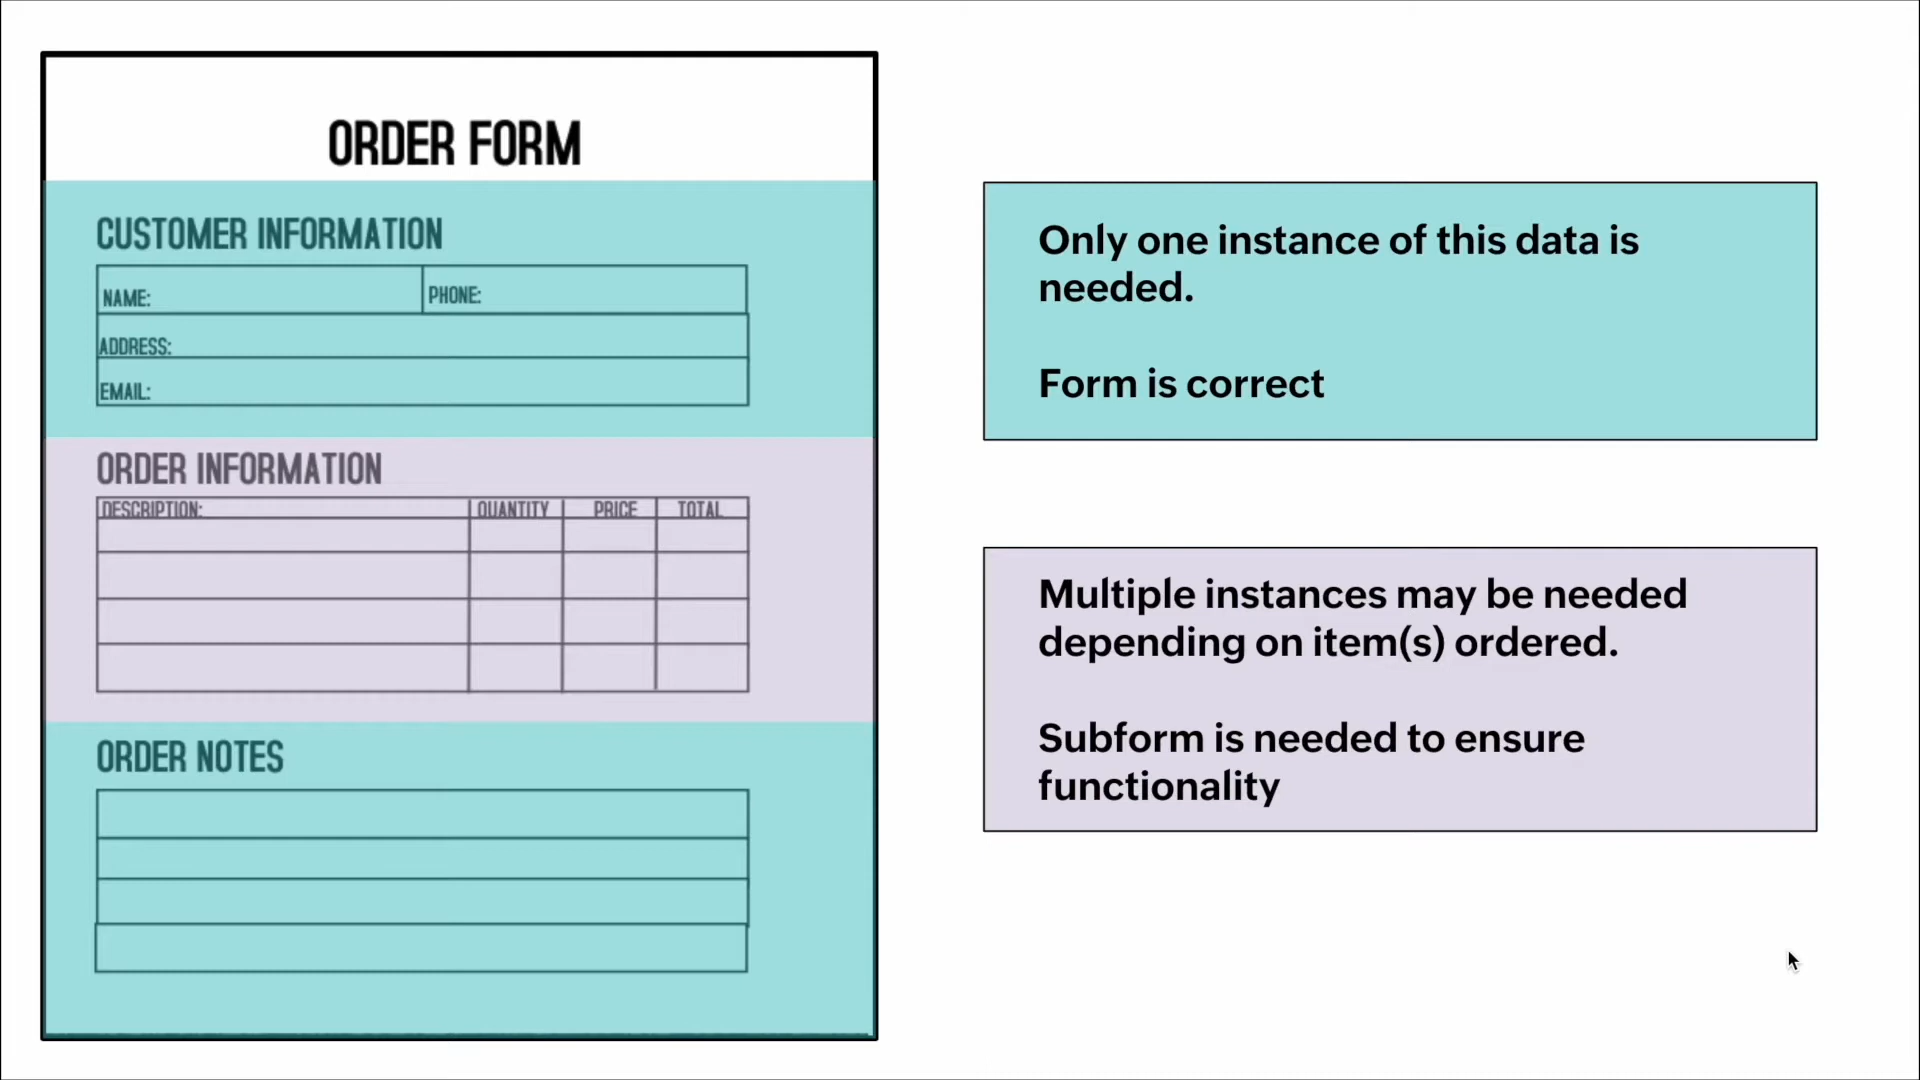 ORDER FORM
CUSTOMER INFORMATION
NAME: PHONE:
ADDRESS:
EMAIL:
ORDER INFORMATION
DESCRIPTION: QUANTITY PRICE TOTAL
ORDER NOTES
Only one instance of this data is
needed.
Form is correct
Multiple instances may be needed
depending on item(s) ordered.
Subform is needed to ensure
functionality